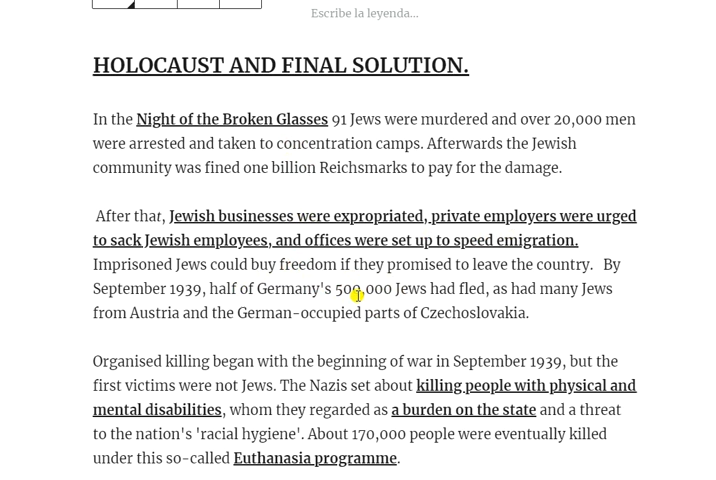 Escribe la leyenda...
HOLOCAUST AND FINAL SOLUTION.
In the Night of the Broken Glasses 91 Jews were murdered and over 20,000 men
were arrested and taken to concentration camps. Afterwards the Jewish
community was fined one billion Reichsmarks to pay for the damage.
After that, Jewish businesses were expropriated, private employers were urged
to sack Jewish employees, and offices were set up to speed emigration.
Imprisoned Jews could buy freedom if they promised to leave the country. By
September 1939, half of Germany's 500,000 Jews had fled, as had many Jews
from Austria and the German-occupied parts of Czechoslovakia.
Organised killing began with the beginning of war in September 1939, but the
first victims were not Jews. The Nazis set about killing people with physical and
mental disabilities, whom they regarded as a burden on the state and a threat
to the nation's 'racial hygiene'. About 170,000 people were eventually killed
under this so-called Euthanasia programme.